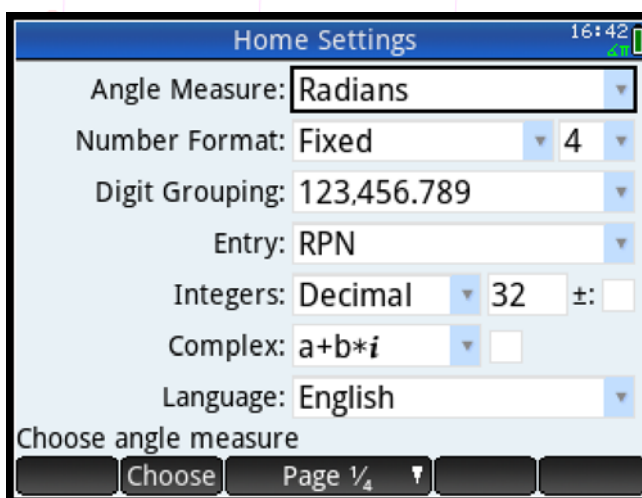 Home Settings 16:42
∡π
Angle Measure: Radians
Number Format: Fixed 4
Digit Grouping: 123,456.789
Entry: RPN
Integers: Decimal 32 ±:
Complex: a+b*i
Language: English
Choose angle measure
Choose Page ¼